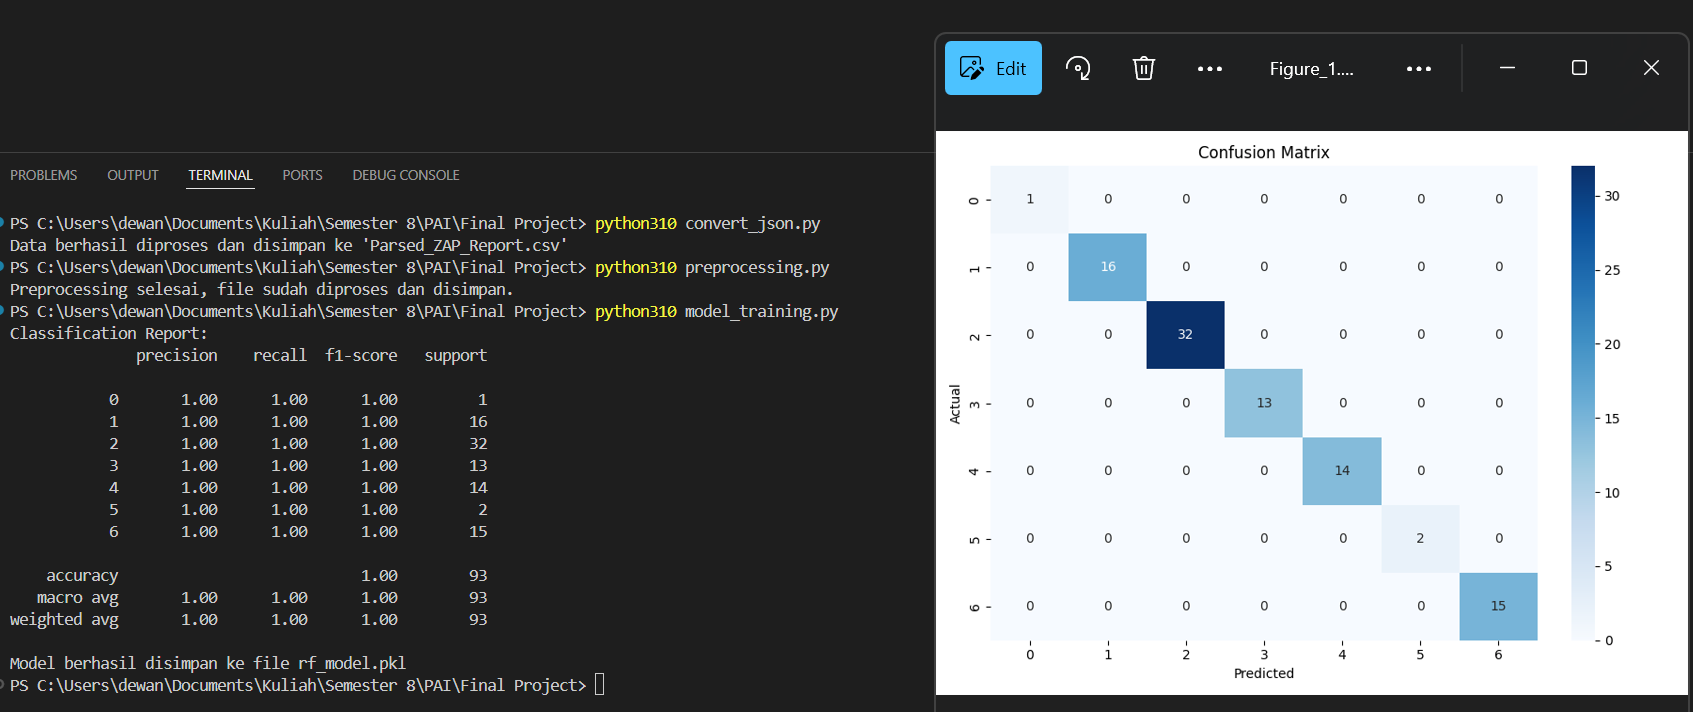 PROBLEMS OUTPUT TERMINAL PORTS DEBUG CONSOLE
PS C:\Users\dewan\Documents\Kuliah\Semester 8\PAI\Final Project> python310 convert_json.py
Data berhasil diproses dan disimpan ke 'Parsed_ZAP_Report.csv'
PS C:\Users\dewan\Documents\Kuliah\Semester 8\PAI\Final Project> python310 preprocessing.py
Preprocessing selesai, file sudah diproses dan disimpan.
PS C:\Users\dewan\Documents\Kuliah\Semester 8\PAI\Final Project> python310 model_training.py
Classification Report:
precision recall f1-score support
0 1.00 1.00 1.00 1
1 1.00 1.00 1.00 16
2 1.00 1.00 1.00 32
3 1.00 1.00 1.00 13
4 1.00 1.00 1.00 14
5 1.00 1.00 1.00 2
6 1.00 1.00 1.00 15
accuracy 1.00 93
macro avg 1.00 1.00 1.00 93
weighted avg 1.00 1.00 1.00 93
Model berhasil disimpan ke file rf_model.pkl
PS C:\Users\dewan\Documents\Kuliah\Semester 8\PAI\Final Project>
Edit Figure_1....
Confusion Matrix
0 1 0 0 0 0 0 0
1 0 16 0 0 0 0 0
2 0 0 32 0 0 0 0
3 0 0 0 13 0 0 0
4 0 0 0 0 14 0 0
5 0 0 0 0 0 2 0
6 0 0 0 0 0 0 15
0 1 2 3 4 5 6
Predicted
Actual
30
25
20
15
10
5
0